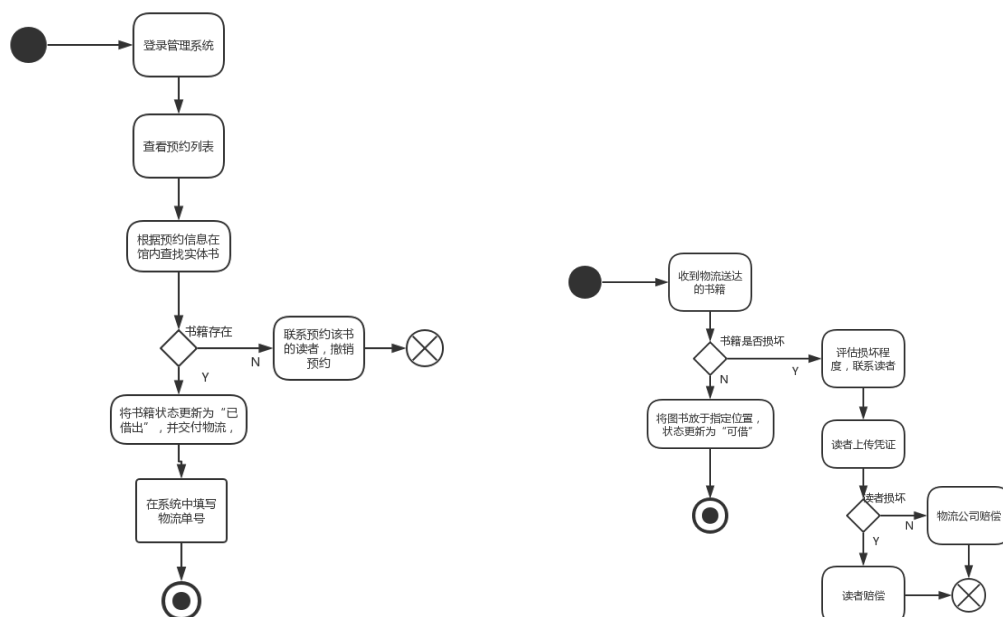 登录管理系统
查看预约列表
根据预约信息在
馆内查找实体书
书籍存在
N
Y
联系预约该书
的读者，撤销
预约
将书籍状态更新为“已
借出”，并交付物流，
在系统中填写
物流单号
收到物流送达
的书籍
书籍是否损坏
Y
N
评估损坏程
度，联系读者
将图书放于指定位置，
状态更新为“可借”
读者上传凭证
读者损坏
N
Y
物流公司赔偿
读者赔偿